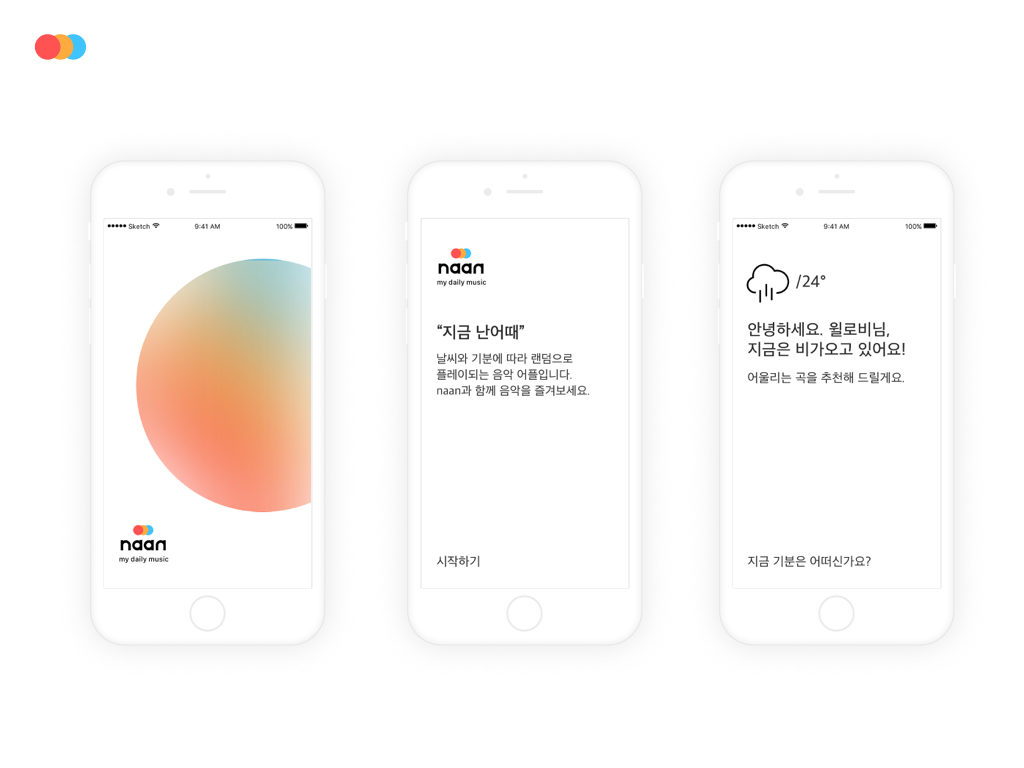 Sketch 9:41 AM 100%
naan
my daily music
naan
my daily music
“지금 난어때”
날씨와 기분에 따라 랜덤으로
플레이되는 음악 어플입니다.
naan과 함께 음악을 즐겨보세요.
시작하기
Sketch 9:41 AM 100%
/24°
안녕하세요. 윌로비님,
지금은 비가오고 있어요!
어울리는 곡을 추천해 드릴게요.
지금 기분은 어떠신가요?